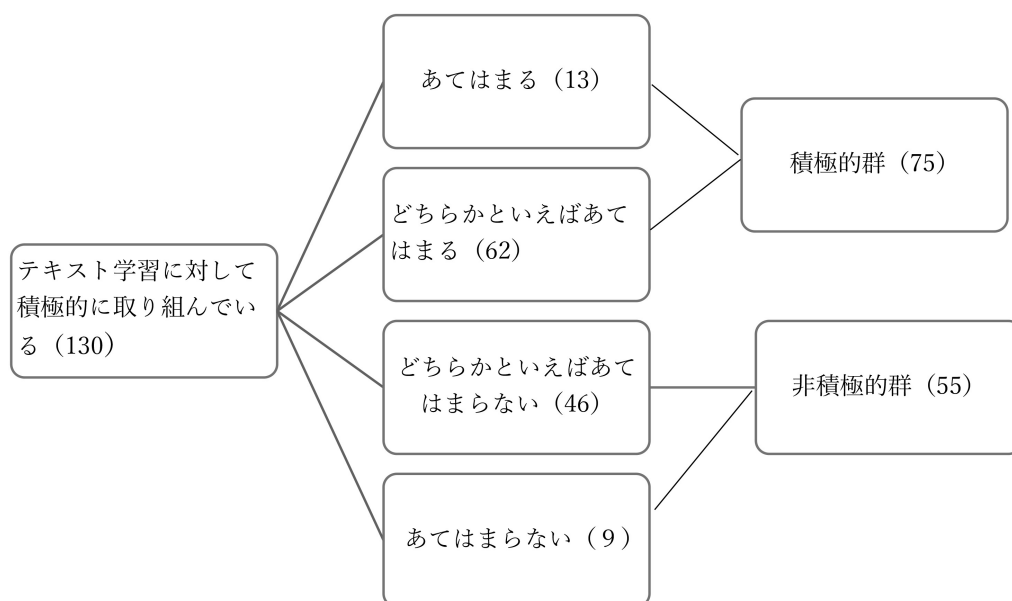 あてはまる（13）
どちらかといえばあて
はまる（62）
テキスト学習に対して
積極的に取り組んでい
る（130）
どちらかといえばあて
はまらない（46）
あてはまらない（９）
積極的群（75）
非積極的群（55）